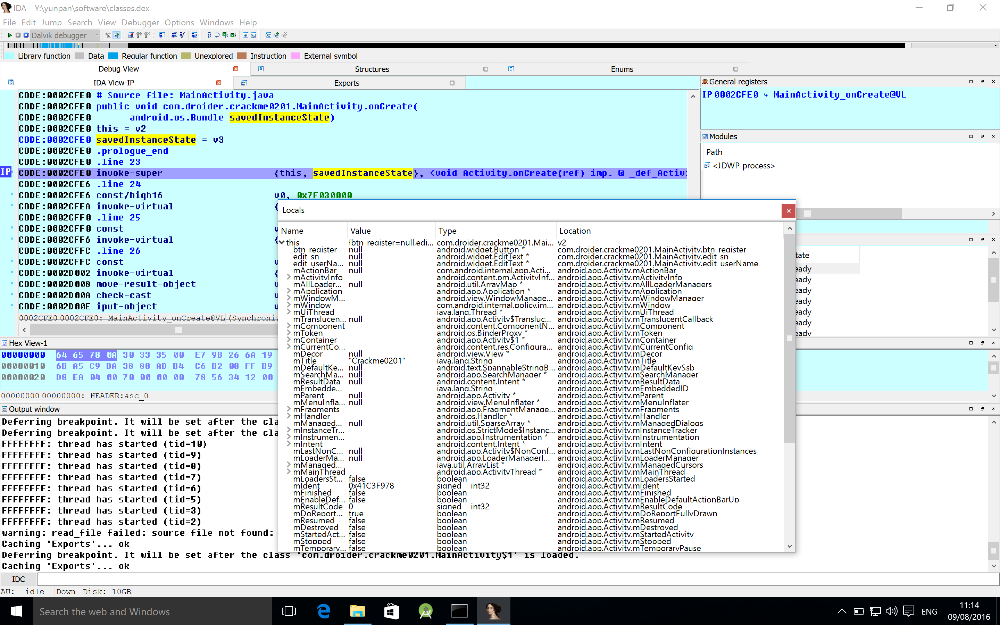 IDA - Y:\yunpan\software\classes.dex
File Edit Jump Search View Debugger Options Windows Help
Dalvik debugger
Library function Data Regular function Unexplored Instruction External symbol
Debug View Structures Enums
IDA View-IP Exports
CODE:0002CFE0 # Source file: MainActivity.java
CODE:0002CFE0 public void com.droider.crackme0201.MainActivity.onCreate(
CODE:0002CFE0 android.os.Bundle savedInstanceState)
CODE:0002CFE0 this = v2
CODE:0002CFE0 savedInstanceState = v3
CODE:0002CFE0 .prologue_end
CODE:0002CFE0 .line 23
IP CODE:0002CFE0 invoke-super {this, savedInstanceState}, <void Activity.onCreate(ref) imp. @ _def_Activi
CODE:0002CFE6 .line 24
CODE:0002CFE6 const/high16 v0, 0x7F030000
CODE:0002CFEA invoke-virtual {
CODE:0002CFF0 .line 25
CODE:0002CFF0 const v
CODE:0002CFF6 invoke-virtual {
CODE:0002CFFC .line 26
CODE:0002CFFC const v
CODE:0002D002 invoke-virtual {
CODE:0002D008 move-result-object v
CODE:0002D00A check-cast v
CODE:0002D00E iput-object v
0002CFE0 0002CFE0: MainActivity_onCreate@VL (Synchroniz
General registers
IP 0002CFE0 MainActivity_onCreate@VL
Modules
Path
<JDWP process>
tate
eady
eady
eady
eady
eady
eady
eady
Locals
Name Value Type Location
this {btn_register=null,edi... com.droider.crackme0201.Mai... v2
btn_register null android.widget.Button * com.droider.crackme0201.MainActivity.btn_register
edit_sn null android.widget.EditText * com.droider.crackme0201.MainActivity.edit_sn
edit_userNa... null android.widget.EditText * com.droider.crackme0201.MainActivity.edit_userName
mActionBar null com.android.internal.app.Acti... android.app.Activity.mActionBar
mActivityInfo android.content.pm.ActivityInf... android.app.Activity.mActivityInfo
mAllLoader... null android.util.ArrayMap * android.app.Activity.mAllLoaderManagers
mApplication android.app.Application * android.app.Activity.mApplication
mWindowM... android.view.WindowManage... android.app.Activity.mWindowManager
mWindow com.android.internal.policy.im... android.app.Activity.mWindow
mUiThread java.lang.Thread * android.app.Activity.mUiThread
mTranslucen... null android.app.Activity$Transluc... android.app.Activity.mTranslucentCallback
mComponent android.content.ComponentN... android.app.Activity.mComponent
mToken android.os.BinderProxy * android.app.Activity.mToken
mContainer android.app.Activity$1 * android.app.Activity.mContainer
mCurrentCo... android.content.res.Configura... android.app.Activity.mCurrentConfig
mDecor null android.view.View * android.app.Activity.mDecor
mTitle "Crackme0201" java.lang.String android.app.Activity.mTitle
mDefaultKe... null android.text.SpannableStringB... android.app.Activity.mDefaultKeySsb
mSearchMa... null android.app.SearchManager * android.app.Activity.mSearchManager
mResultData null android.content.Intent * android.app.Activity.mResultData
mEmbedde... java.lang.String android.app.Activity.mEmbeddedID
mParent null android.app.Activity * android.app.Activity.mParent
mMenuInfla... null android.view.MenuInflater * android.app.Activity.mMenuInflater
mFragments android.app.FragmentManage... android.app.Activity.mFragments
mHandler android.os.Handler * android.app.Activity.mHandler
mManaged... null android.util.SparseArray * android.app.Activity.mManagedDialogs
mInstanceTr... android.os.StrictMode$Instanc... android.app.Activity.mInstanceTracker
mInstrumen... android.app.Instrumentation * android.app.Activity.mInstrumentation
mIntent android.content.Intent * android.app.Activity.mIntent
mLastNonC... null android.app.Activity$NonConf... android.app.Activity.mLastNonConfigurationInstances
mLoaderMa... null android.app.LoaderManagerI... android.app.Activity.mLoaderManager
mManaged... java.util.ArrayList * android.app.Activity.mManagedCursors
mMainThread android.app.ActivityThread * android.app.Activity.mMainThread
mLoadersSt... false boolean android.app.Activity.mLoadersStarted
mIdent 0x41C3F978 signed __int32 android.app.Activity.mIdent
mFinished false boolean android.app.Activity.mFinished
mEnableDef... false boolean android.app.Activity.mEnableDefaultActionBarUp
mResultCode 0 signed __int32 android.app.Activity.mResultCode
mDoReport... true boolean android.app.Activity.mDoReportFullyDrawn
mResumed false boolean android.app.Activity.mResumed
mDestroyed false boolean android.app.Activity.mDestroyed
mStartedAct... false boolean android.app.Activity.mStartedActivity
mStopped false boolean android.app.Activity.mStopped
mTemporary... false boolean android.app.Activity.mTemporaryPause
Hex View-1
00000000 64 65 78 0A 30 33 35 00 E7 9B 26 6A 19
00000010 6B A5 C9 BA 38 88 AD B4 C6 B2 08 FF B9
00000020 D8 EA 04 00 70 00 00 00 78 56 34 12 00
00000000 00000000: HEADER:asc_0
Output window
Deferring breakpoint. It will be set after the cla
Deferring breakpoint. It will be set after the cla
FFFFFFFF: thread has started (tid=10)
FFFFFFFF: thread has started (tid=9)
FFFFFFFF: thread has started (tid=8)
FFFFFFFF: thread has started (tid=7)
FFFFFFFF: thread has started (tid=6)
FFFFFFFF: thread has started (tid=5)
FFFFFFFF: thread has started (tid=3)
FFFFFFFF: thread has started (tid=2)
warning: read_file failed: source file not found:
Caching 'Exports'... ok
Deferring breakpoint. It will be set after the class 'com.droider.crackme0201.MainActivity$1' is loaded.
Caching 'Exports'... ok
IDC
AU: idle Down Disk: 10GB
Search the web and Windows
ENG
11:14
09/08/2016